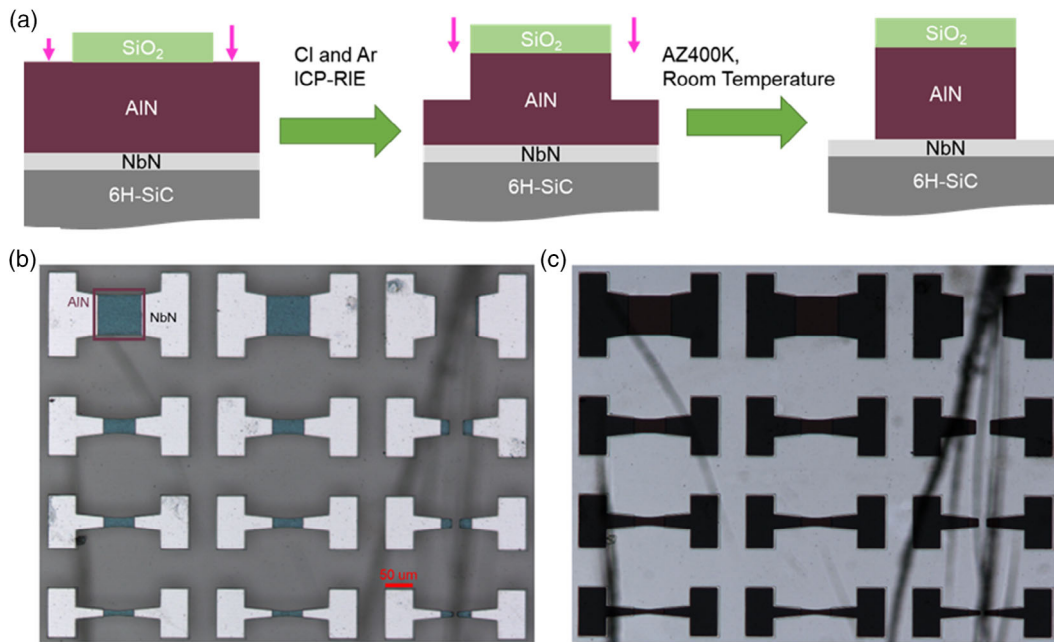 (a)
SiO₂
AlN
NbN
6H-SiC
Cl and Ar
ICP-RIE
SiO₂
AlN
NbN
6H-SiC
AZ400K,
Room Temperature
SiO₂
AlN
NbN
6H-SiC
(b)
AlN
NbN
50 um
(c)